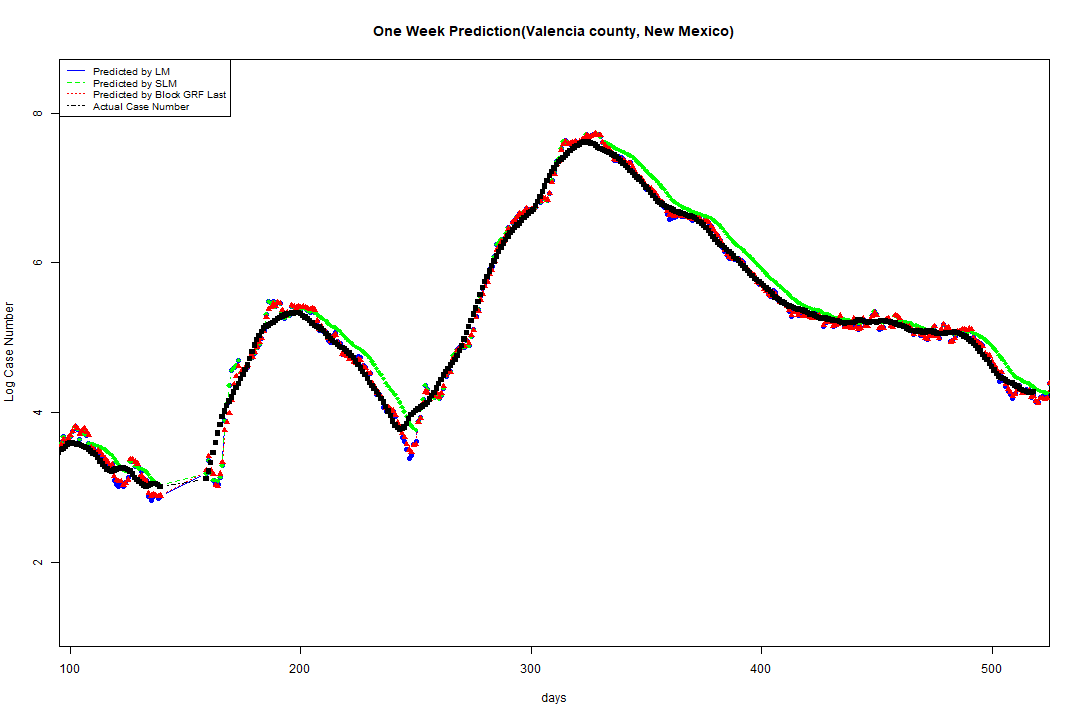 One Week Prediction(Valencia county, New Mexico)
Predicted by LM
Predicted by SLM
Predicted by Block GRF Last
Actual Case Number
8
6
4
2
Log Case Number
100 200 300 400 500
days